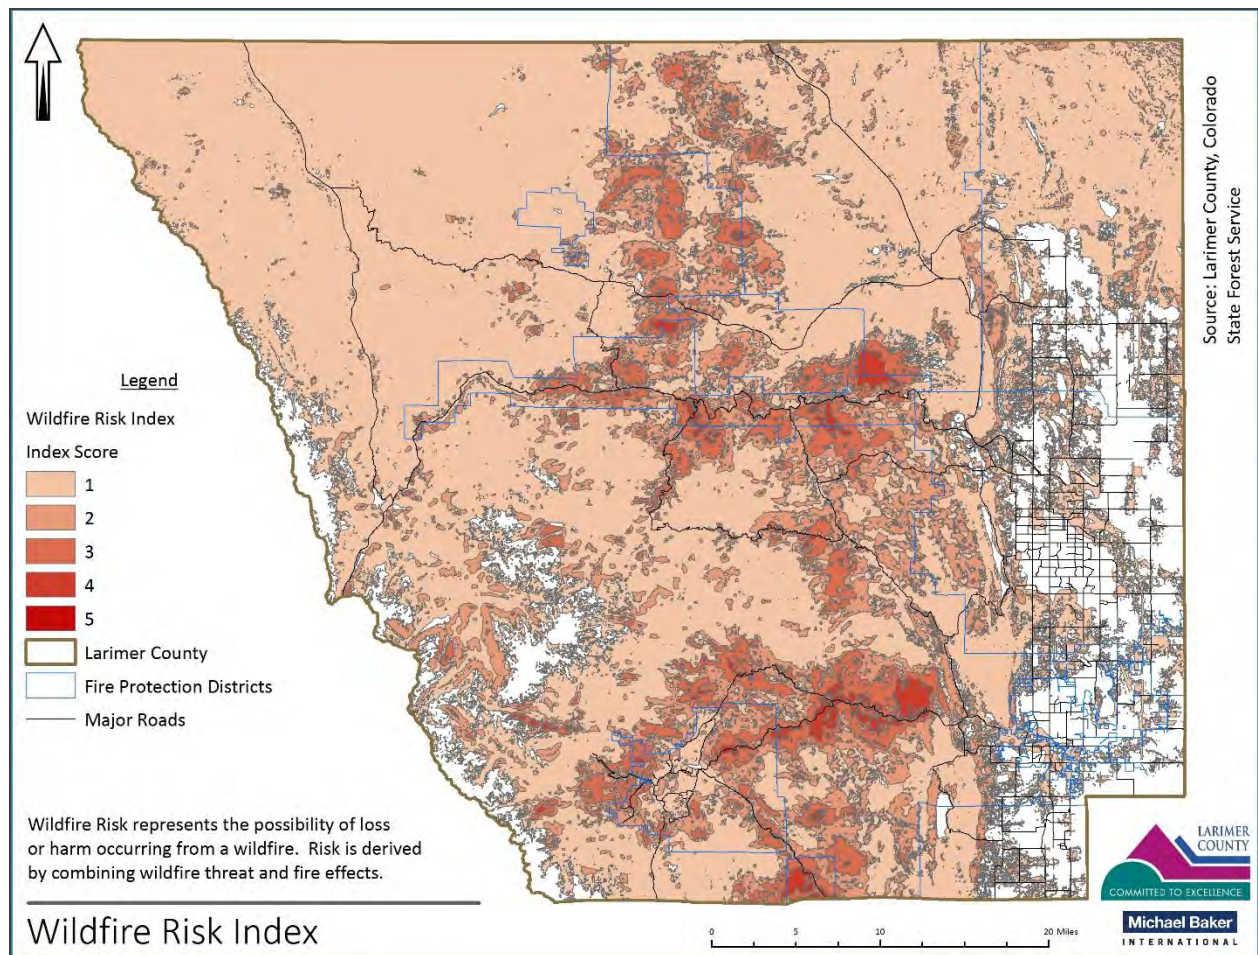 Source: Larimer County, Colorado
State Forest Service
Legend
Wildfire Risk Index
Index Score
1
2
3
4
5
Larimer County
Fire Protection Districts
Major Roads
Wildfire Risk represents the possibility of loss
or harm occurring from a wildfire. Risk is derived
by combining wildfire threat and fire effects.
Wildfire Risk Index
0 5 10 20 Miles
LARIMER
COUNTY
COMMITTED TO EXCELLENCE
Michael Baker
INTERNATIONAL